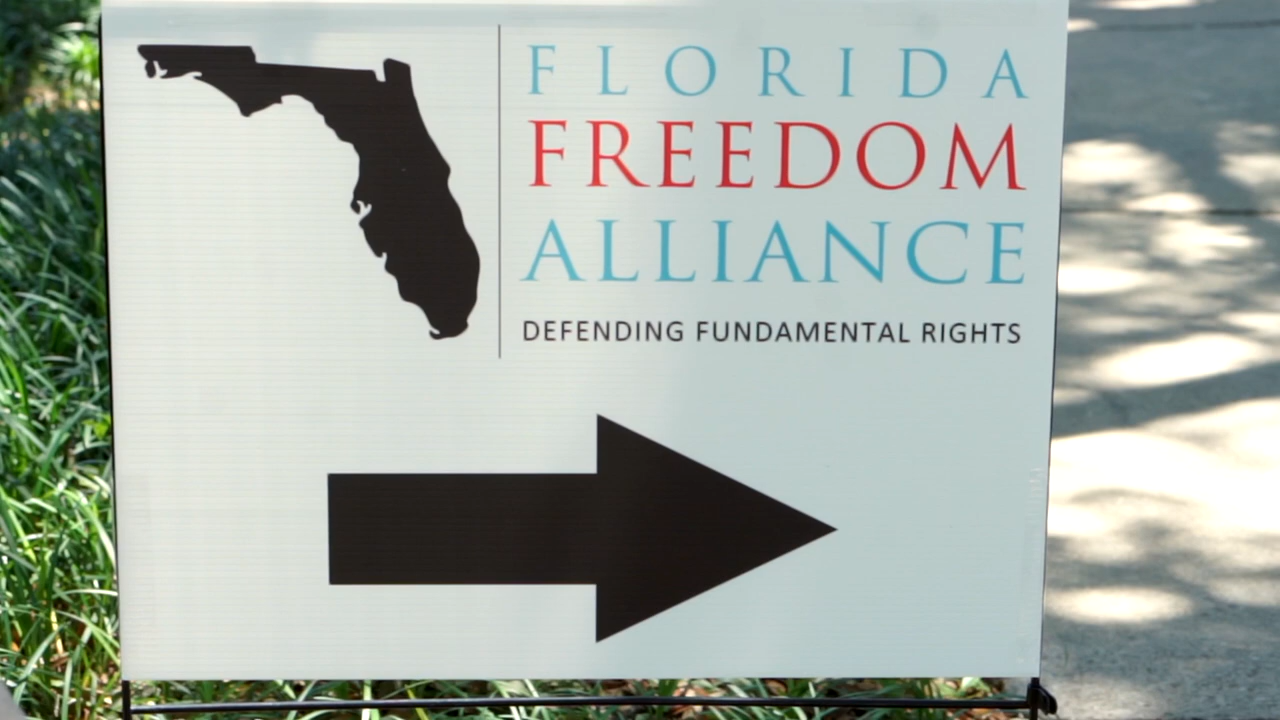 FLORIDA
FREEDOM
ALLIANCE
DEFENDING FUNDAMENTAL RIGHTS